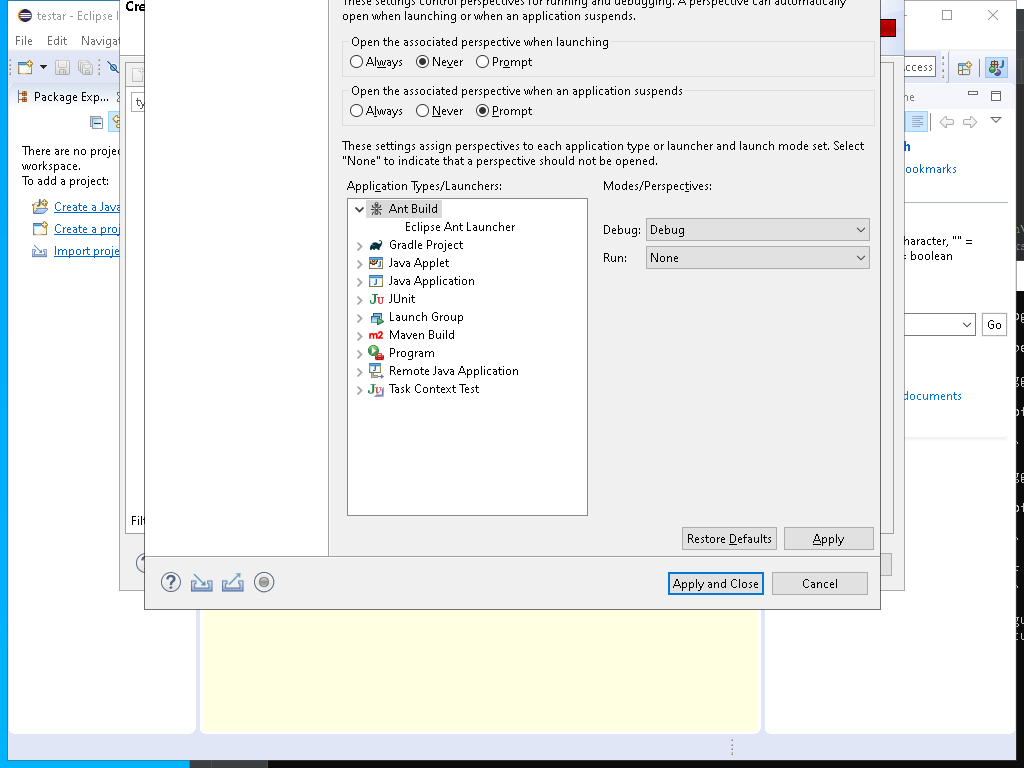 testar - Eclipse I
Cre
File Edit Navigat
Package Exp...
There are no proje
workspace.
To add a project:
Create a Java
Create a proj
Import proje
ty
Filt
These settings control perspectives for running and debugging. A perspective can automatically
open when launching or when an application suspends.
Open the associated perspective when launching
Always Never Prompt
Open the associated perspective when an application suspends
Always Never Prompt
These settings assign perspectives to each application type or launcher and launch mode set. Select
"None" to indicate that a perspective should not be opened.
Application Types/Launchers:
Modes/Perspectives:
Ant Build
Eclipse Ant Launcher
Gradle Project
Java Applet
Java Application
JUnit
Launch Group
Maven Build
Program
Remote Java Application
Task Context Test
Debug: Debug
Run: None
Restore Defaults Apply
Apply and Close Cancel
ccess
ne
h
ookmarks
haracter, "" =
= boolean
Go
documents